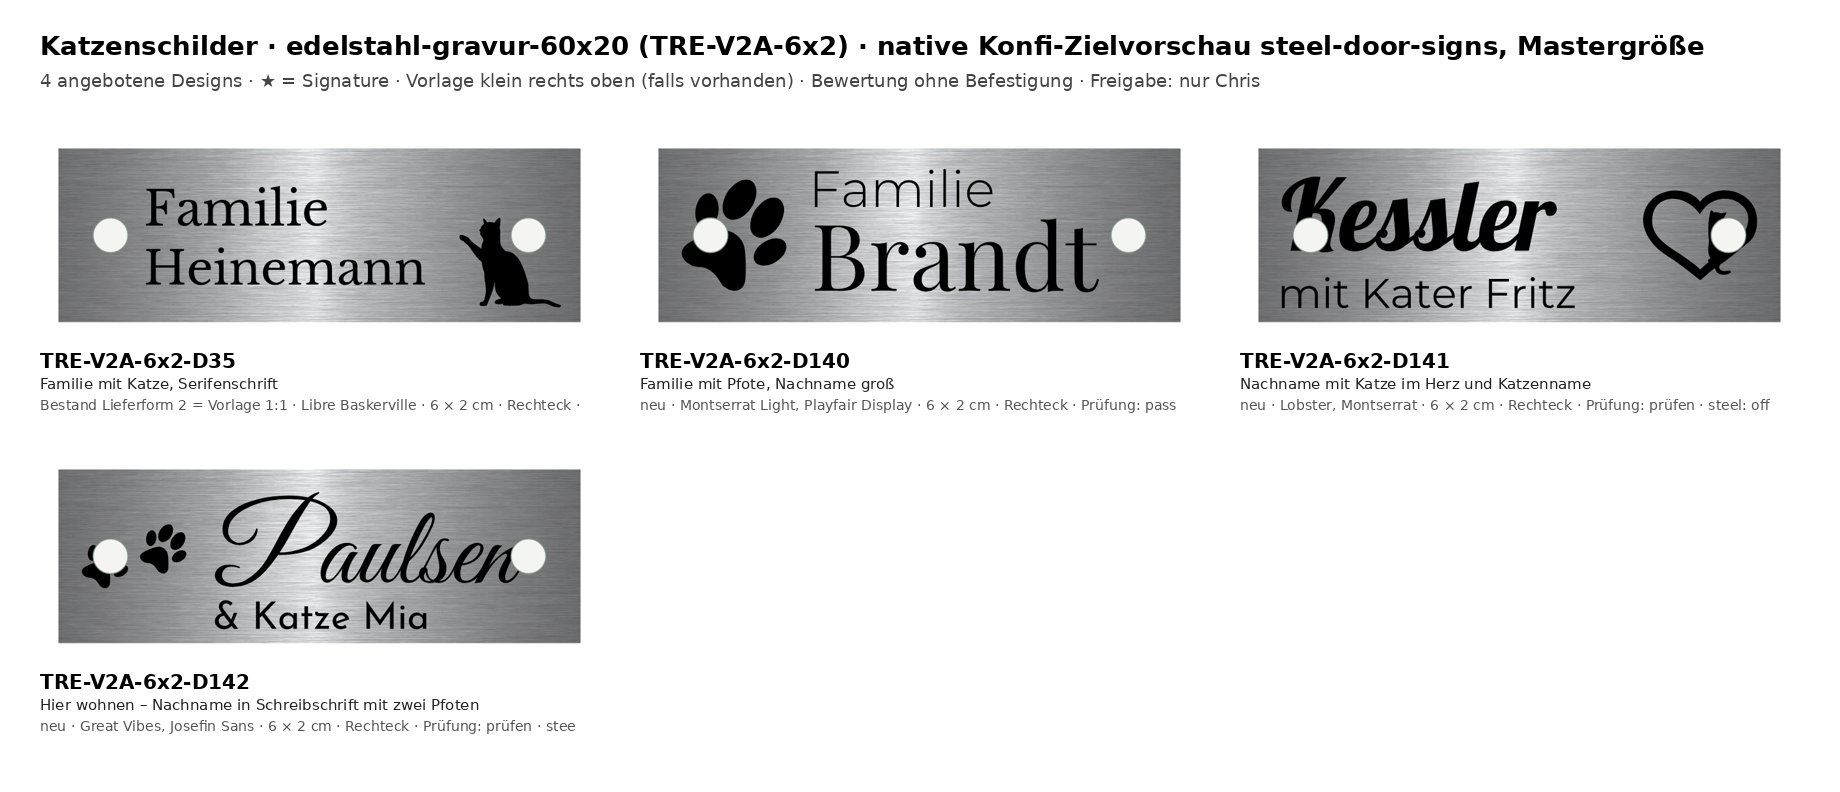 Katzenschilder · edelstahl-gravur-60x20 (TRE-V2A-6x2) · native Konfi-Zielvorschau steel-door-signs, Mastergröße
4 angebotene Designs · ★ = Signature · Vorlage klein rechts oben (falls vorhanden) · Bewertung ohne Befestigung · Freigabe: nur Chris
Familie
Heinemann
TRE-V2A-6x2-D35
Familie mit Katze, Serifenschrift
Bestand Lieferform 2 = Vorlage 1:1 · Libre Baskerville · 6 × 2 cm · Rechteck ·
Familie
Brandt
TRE-V2A-6x2-D140
Familie mit Pfote, Nachname groß
neu · Montserrat Light, Playfair Display · 6 × 2 cm · Rechteck · Prüfung: pass
Kessler
mit Kater Fritz
TRE-V2A-6x2-D141
Nachname mit Katze im Herz und Katzenname
neu · Lobster, Montserrat · 6 × 2 cm · Rechteck · Prüfung: prüfen · steel: off
Paulsen
& Katze Mia
TRE-V2A-6x2-D142
Hier wohnen – Nachname in Schreibschrift mit zwei Pfoten
neu · Great Vibes, Josefin Sans · 6 × 2 cm · Rechteck · Prüfung: prüfen · stee